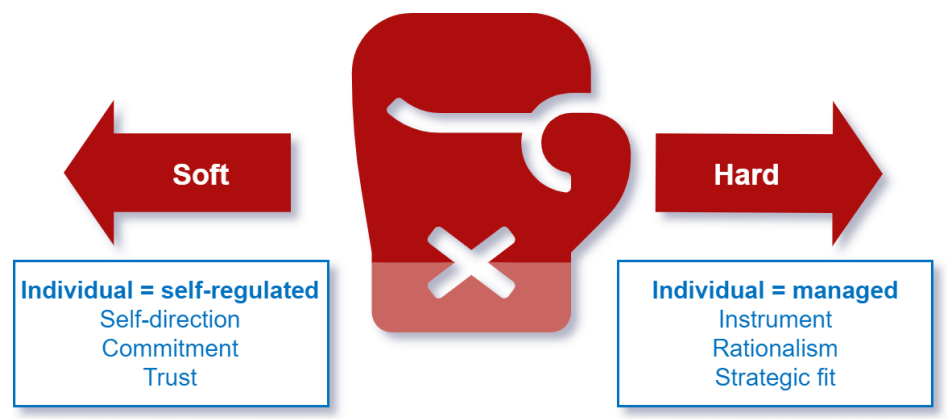 Soft
Hard
Individual = self-regulated
Self-direction
Commitment
Trust
Individual = managed
Instrument
Rationalism
Strategic fit